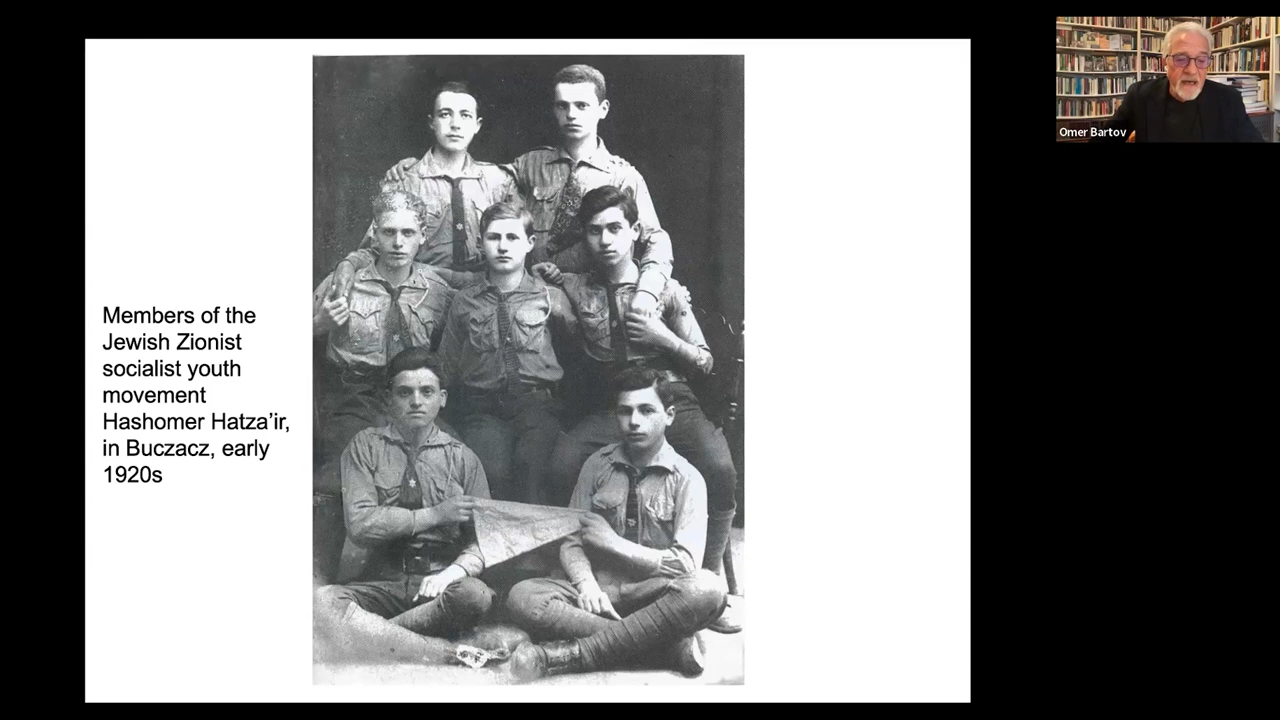 Members of the
Jewish Zionist
socialist youth
movement
Hashomer Hatza’ir,
in Buczacz, early
1920s
Omer Bartov